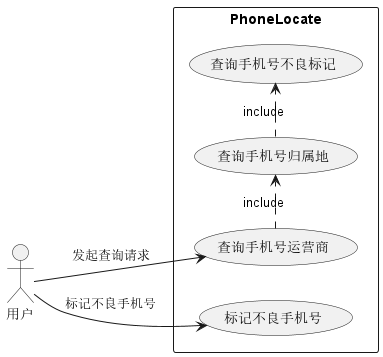 PhoneLocate
查询手机号不良标记
include
查询手机号归属地
include
查询手机号运营商
发起查询请求
标记不良手机号
用户
标记不良手机号